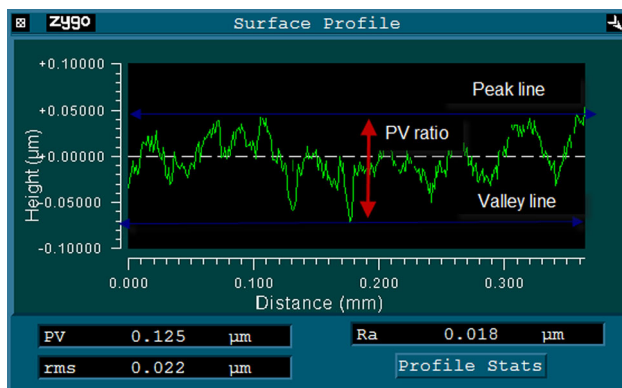 zygo Surface Profile
+0.10000
+0.05000
+0.00000
-0.05000
-0.10000
Height (µm)
Peak line
PV ratio
Valley line
0.000 0.100 0.200 0.300
Distance (mm)
PV 0.125 µm
rms 0.022 µm
Ra 0.018 µm
Profile Stats